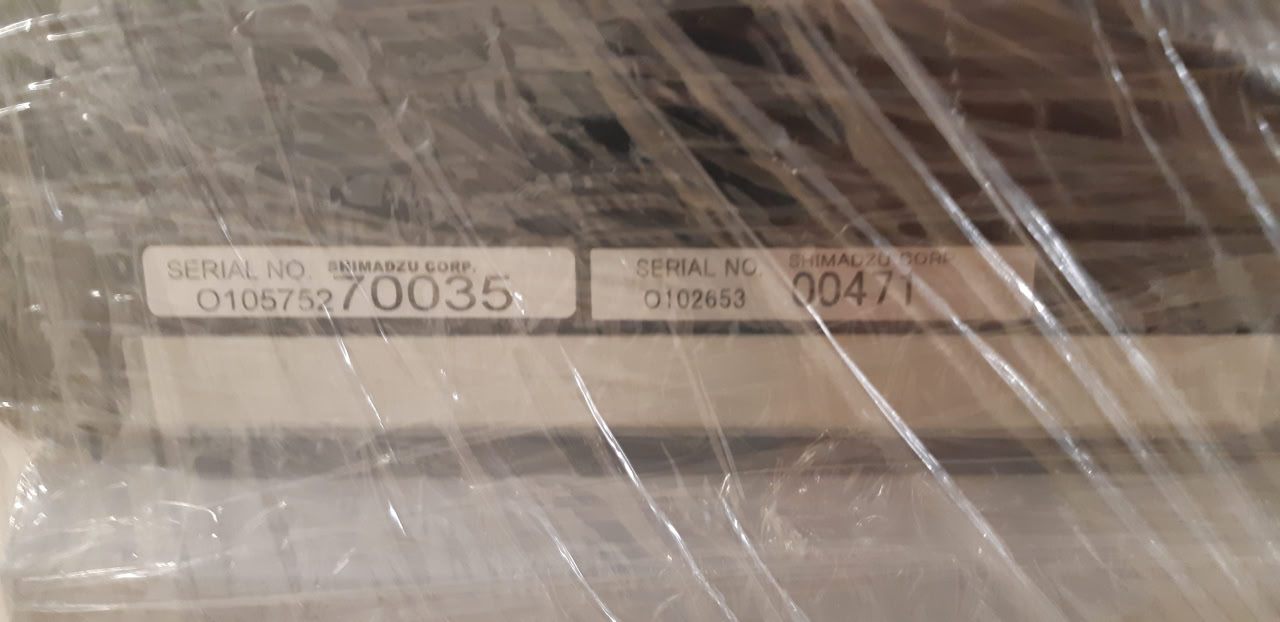 SERIAL NO. SHIMADZU CORP.
O10575270035
SERIAL NO. SHIMADZU CORP.
O102653 00471